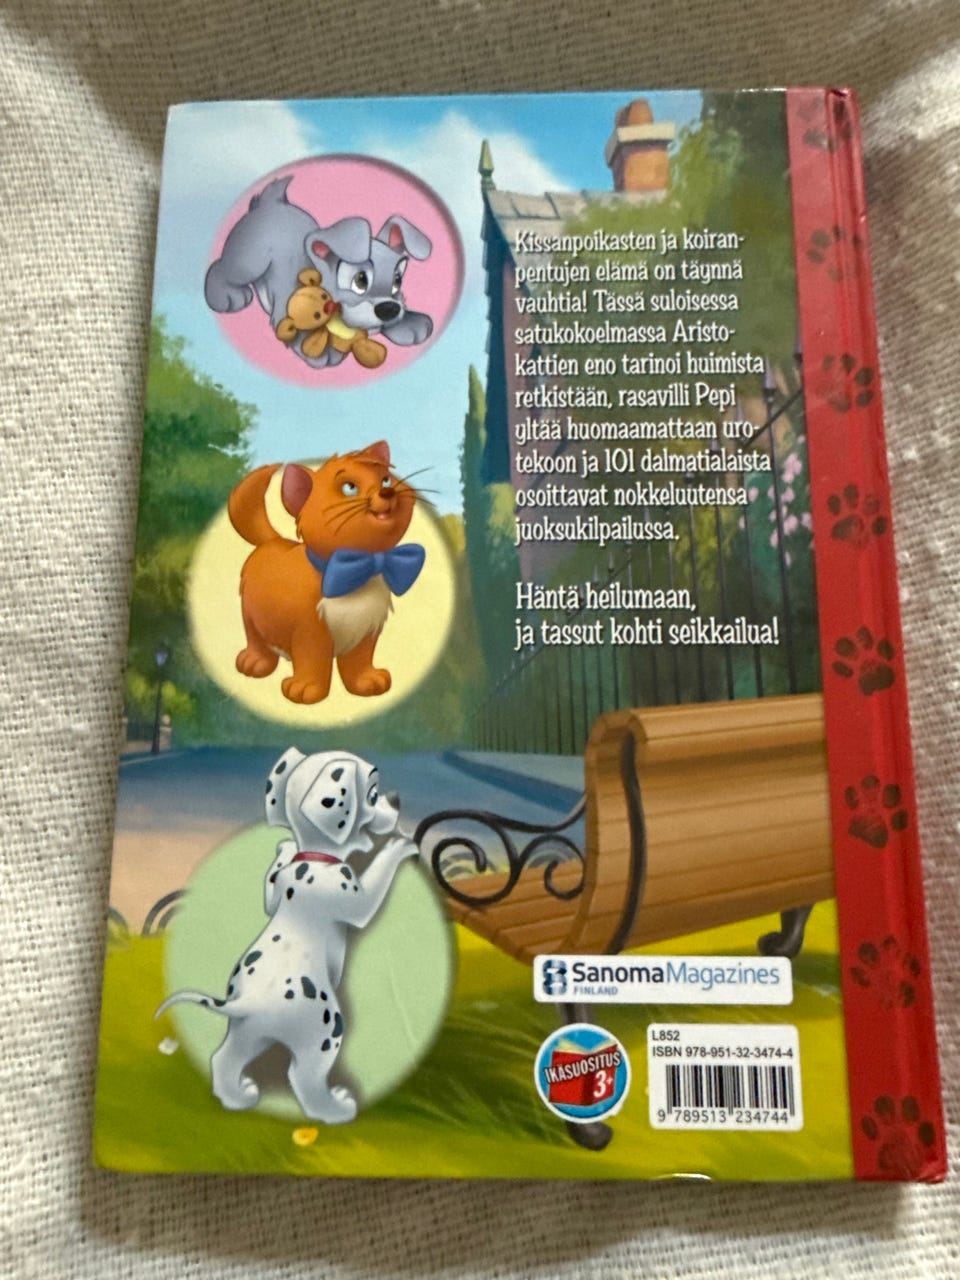 Kissanpoikasten ja koiran-
pentujen elämä on täynnä
vauhtia! Tässä suloisessa
satukokoelmassa Aristo-
kattien eno tarinoi huimista
retkistään, rasavilli Pepi
yltää huomaamattaan uro-
tekoon ja 101 dalmatialaista
osoittavat nokkeluutensa
juoksukilpailussa.
Häntä heilumaan,
ja tassut kohti seikkailua!
SanomaMagazines
FINLAND
IKÄSUOSITUS
3+
L852
ISBN 978-951-32-3474-4
9 789513 234744